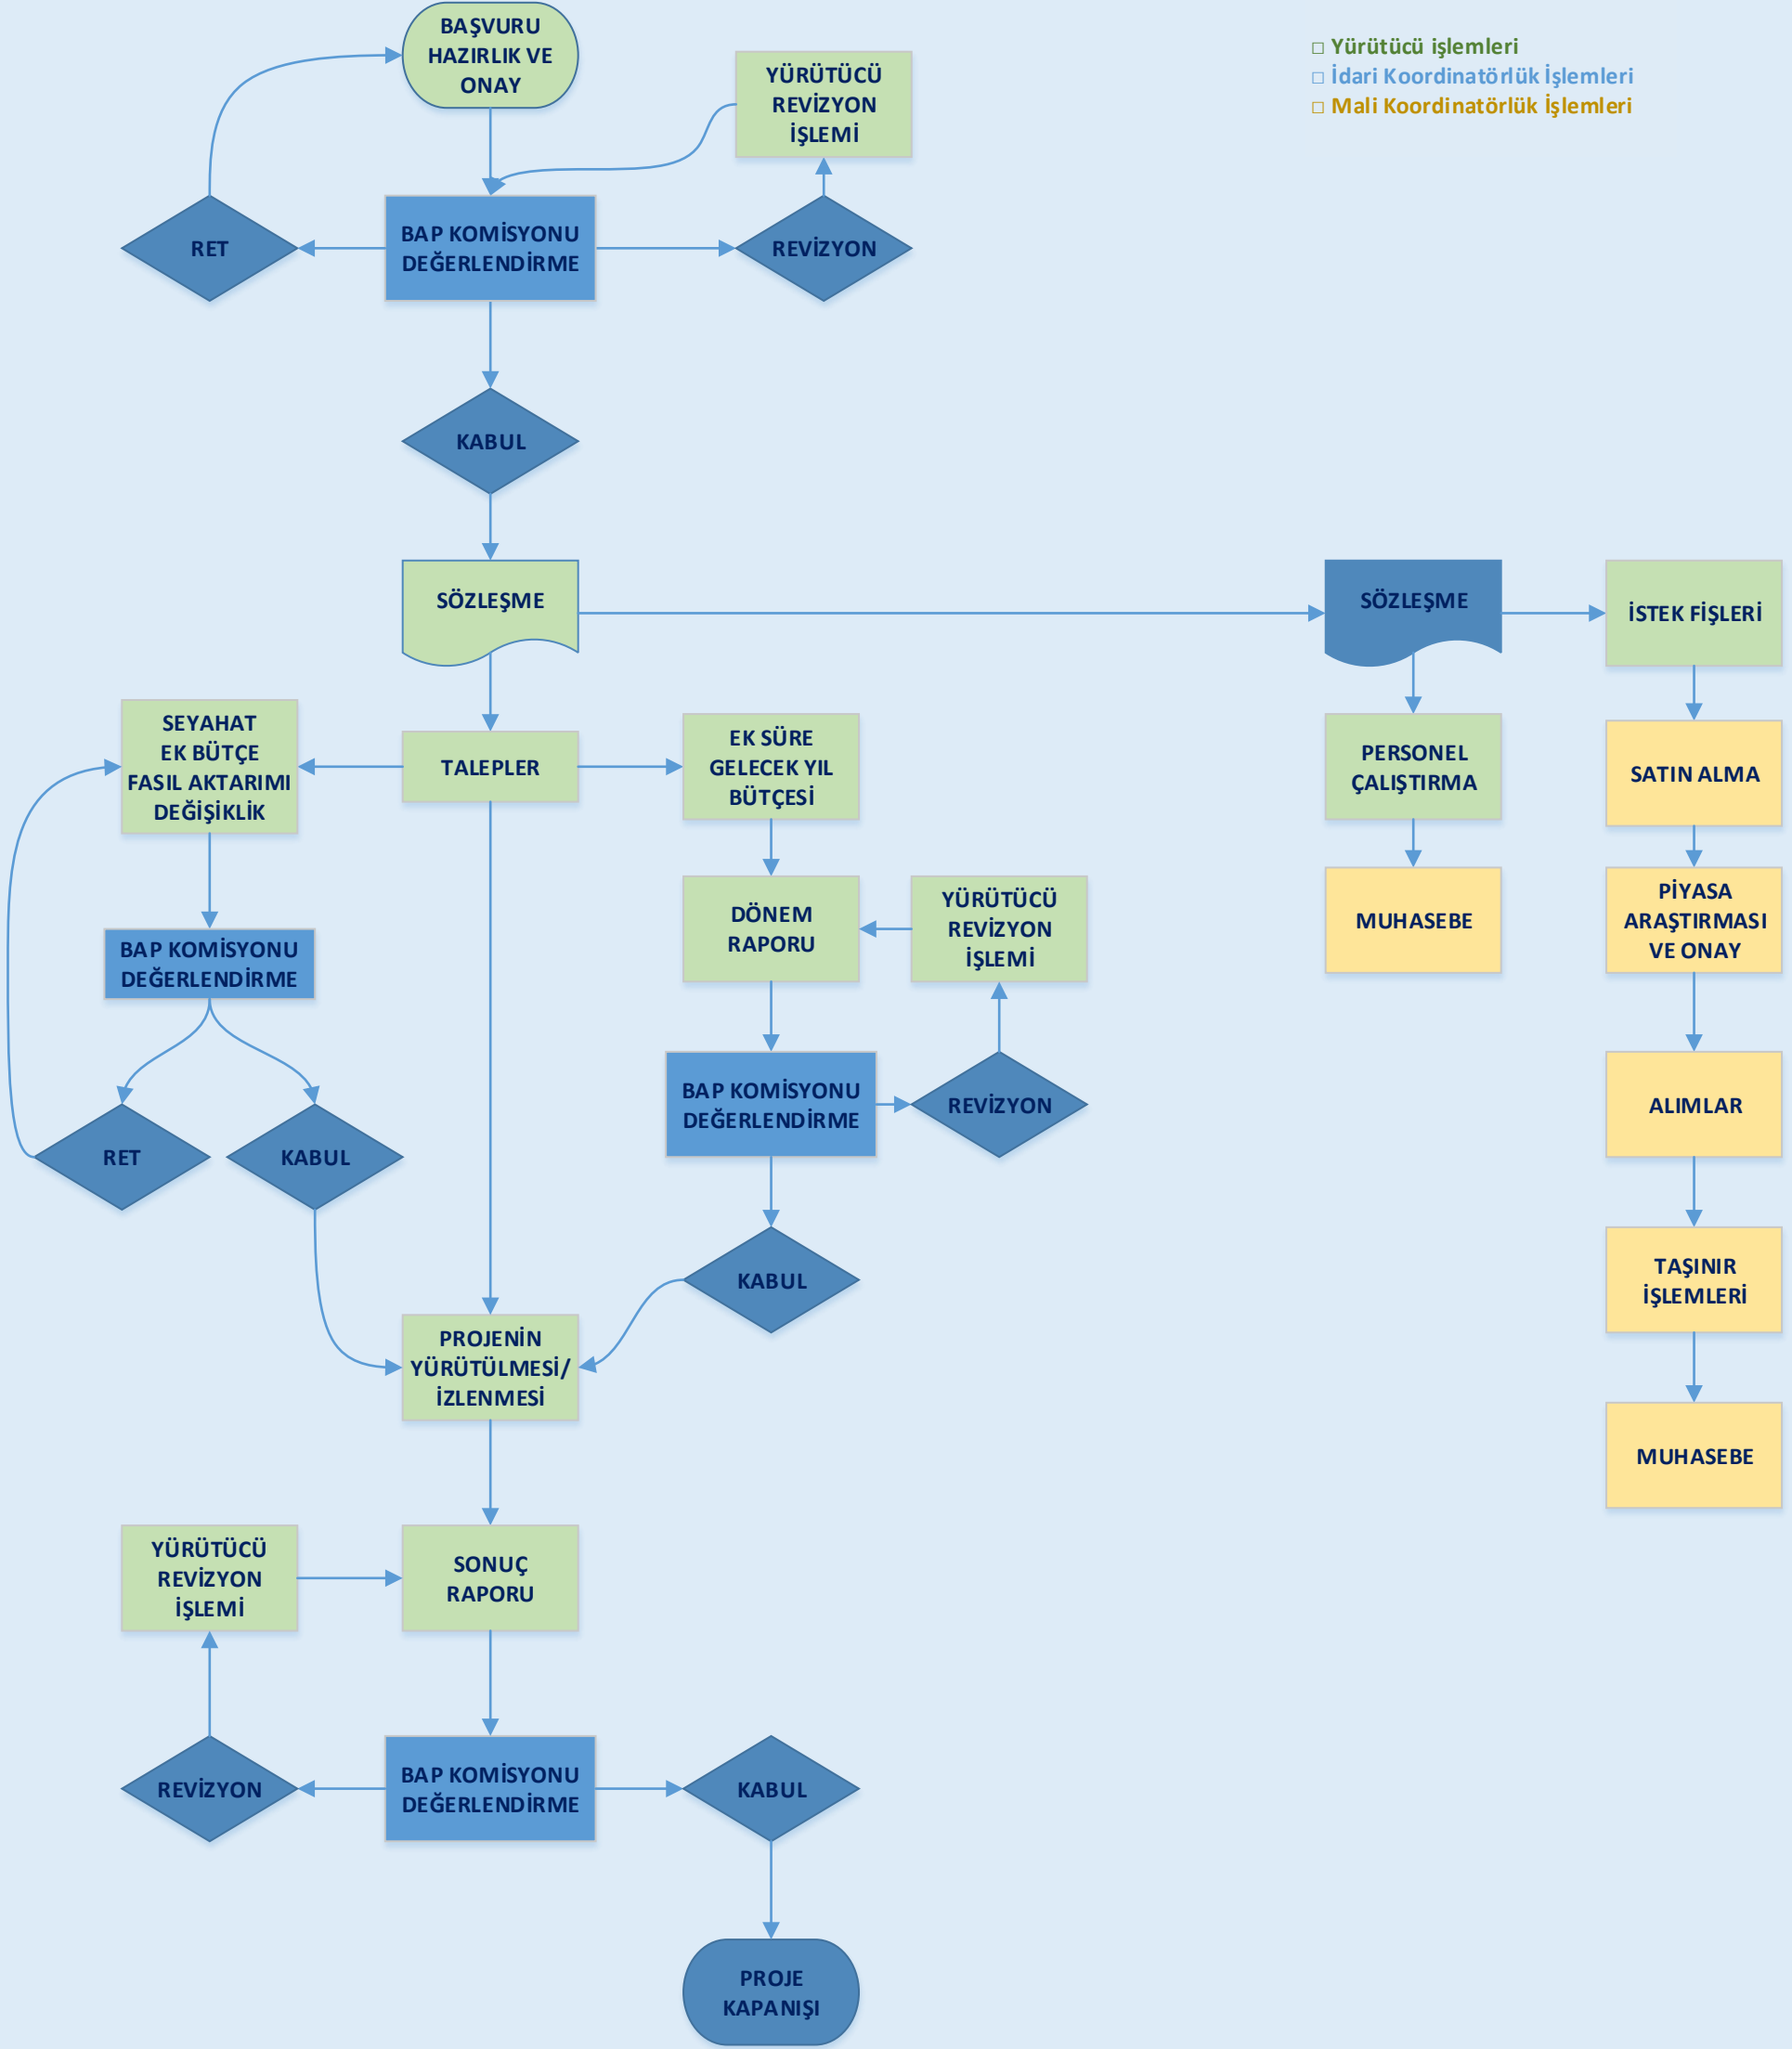 BAŞVURU
HAZIRLIK VE
ONAY
□ Yürütücü işlemleri
□ İdari Koordinatörlük İşlemleri
□ Mali Koordinatörlük İşlemleri
YÜRÜTÜCÜ
REVİZYON
İŞLEMİ
RET
BAP KOMİSYONU
DEĞERLENDİRME
REVİZYON
KABUL
SÖZLEŞME
SÖZLEŞME
İSTEK FİŞLERİ
SEYAHAT
EK BÜTÇE
FASIL AKTARIMI
DEĞİŞİKLİK
TALEPLER
EK SÜRE
GELECEK YIL
BÜTÇESİ
PERSONEL
ÇALIŞTIRMA
SATIN ALMA
DÖNEM
RAPORU
YÜRÜTÜCÜ
REVİZYON
İŞLEMİ
MUHASEBE
PİYASA
ARAŞTIRMASI
VE ONAY
BAP KOMİSYONU
DEĞERLENDİRME
BAP KOMİSYONU
DEĞERLENDİRME
REVİZYON
ALIMLAR
RET
KABUL
KABUL
TAŞINIR
İŞLEMLERİ
PROJENİN
YÜRÜTÜLMESİ/
İZLENMESİ
MUHASEBE
YÜRÜTÜCÜ
REVİZYON
İŞLEMİ
SONUÇ
RAPORU
REVİZYON
BAP KOMİSYONU
DEĞERLENDİRME
KABUL
PROJE
KAPANIŞI